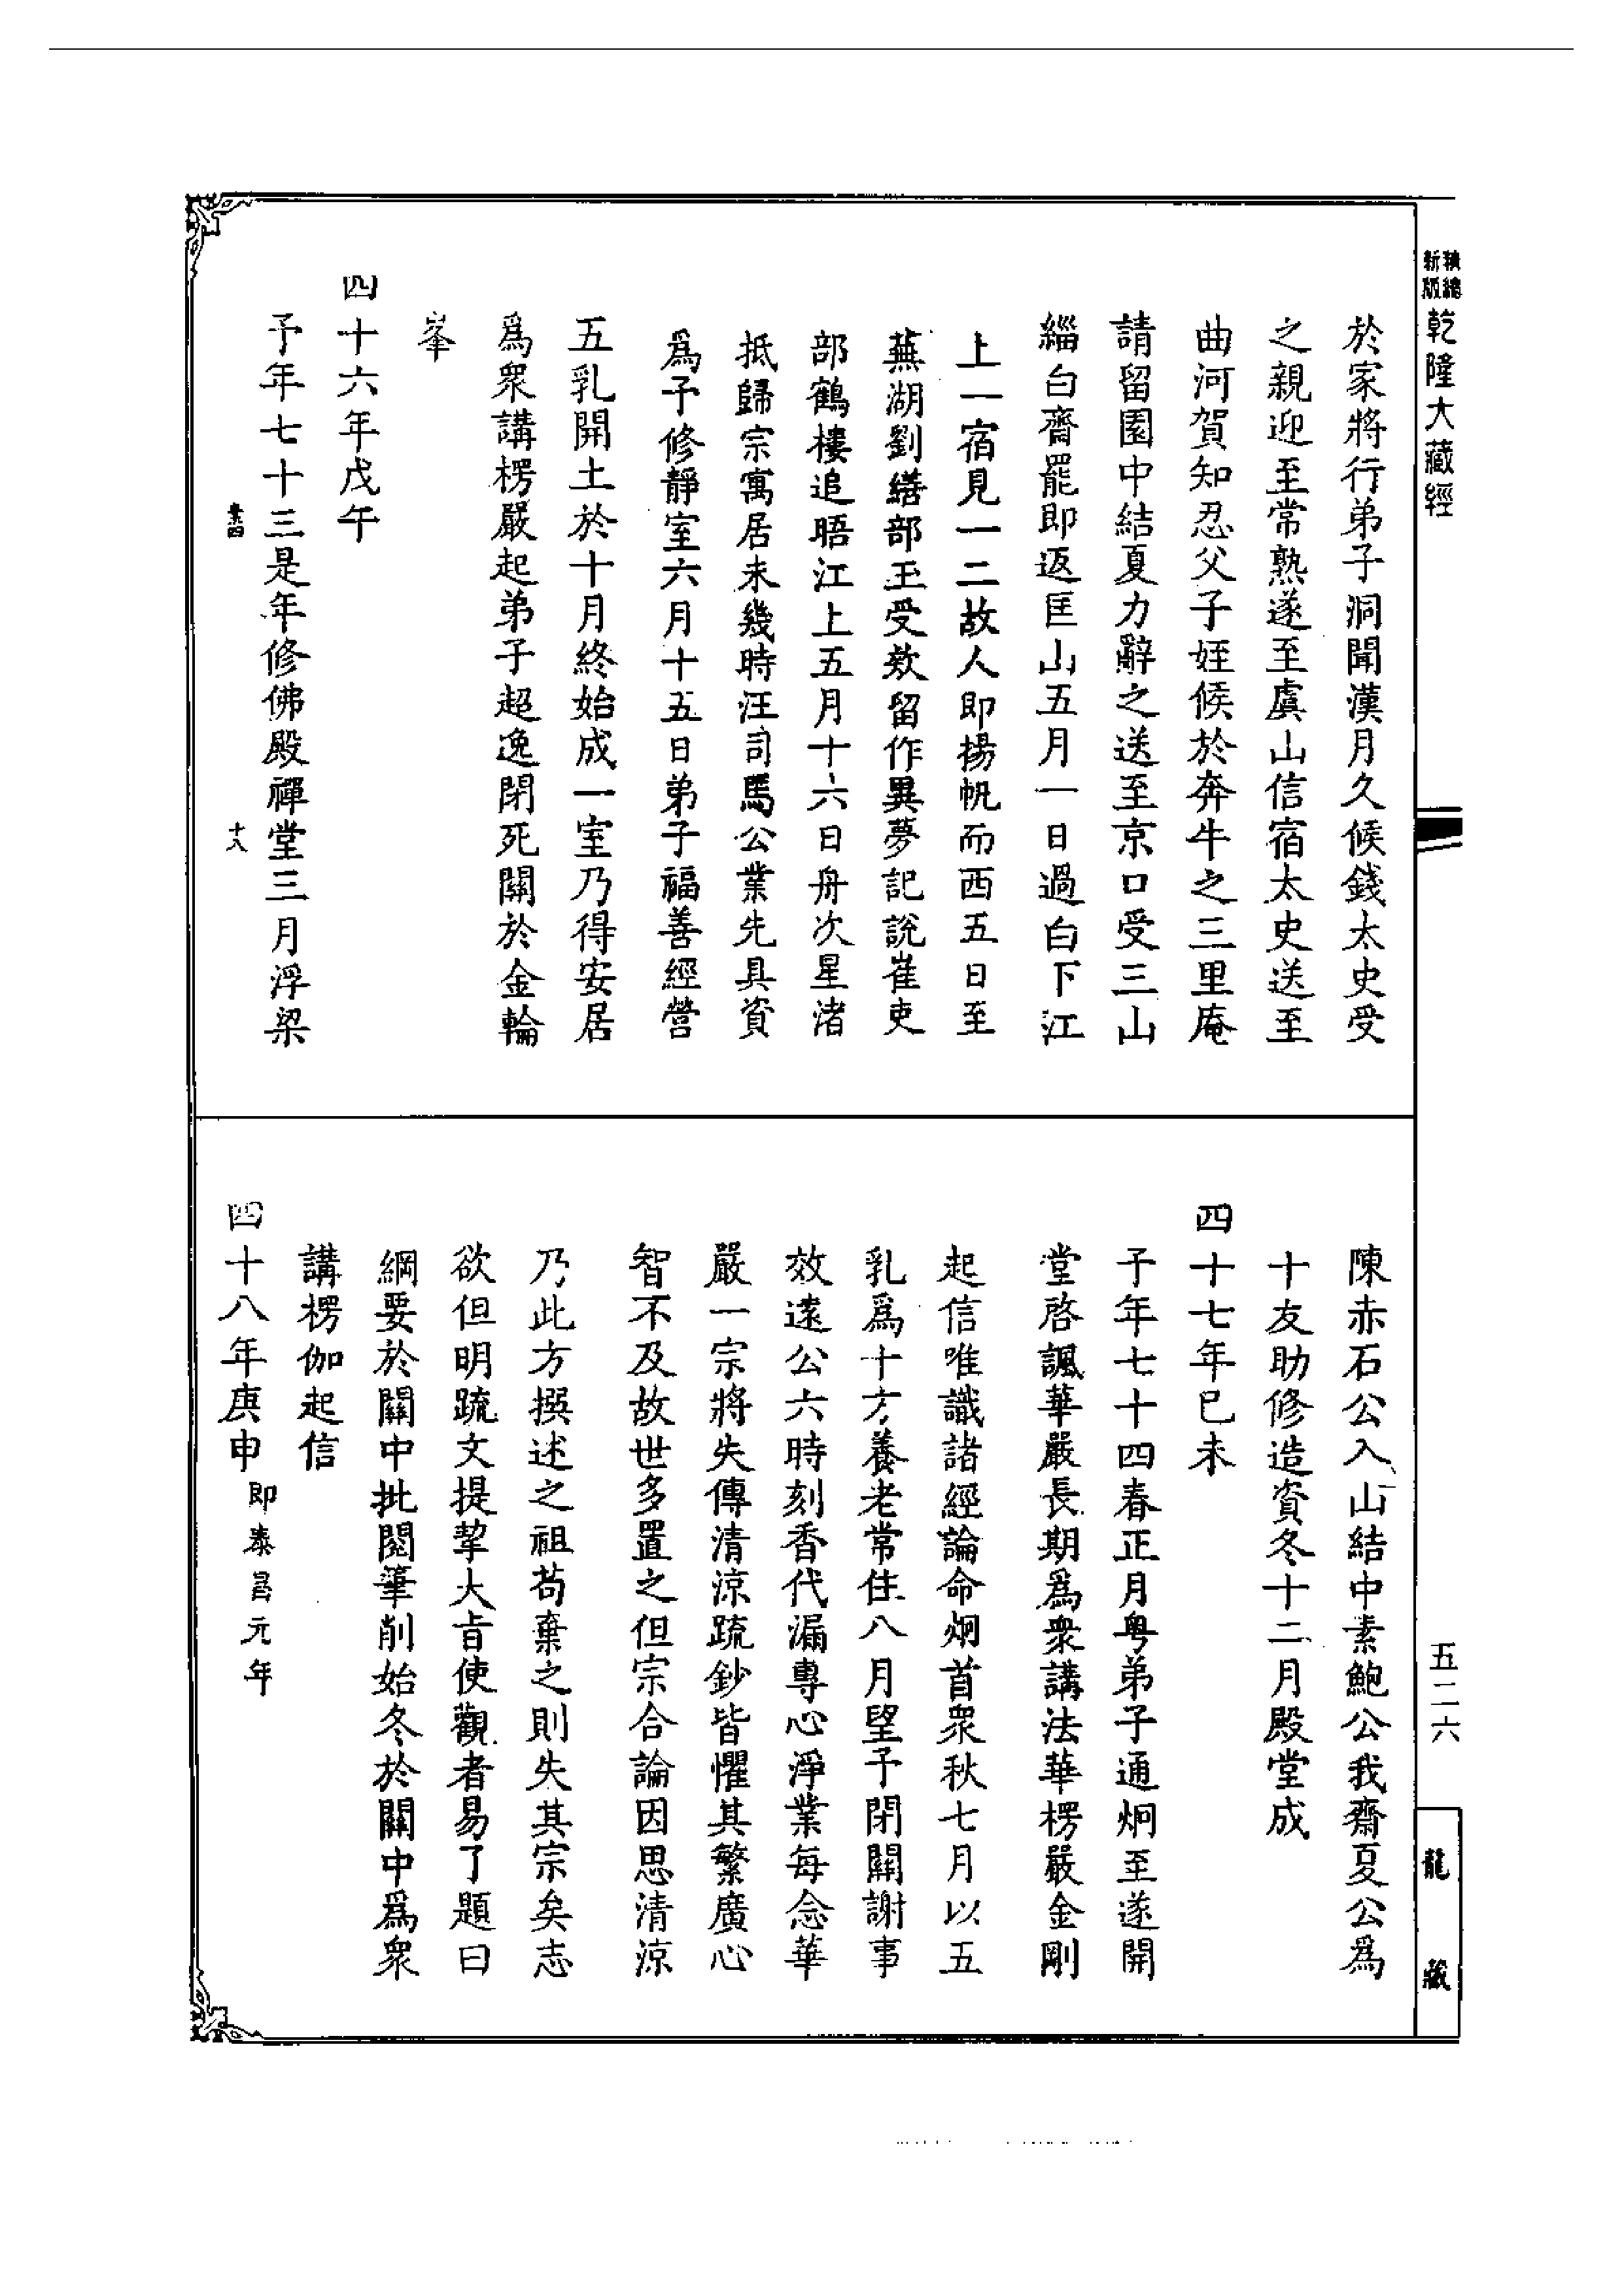 乾隆大藏經
於家將行弟子洞聞漢月久候錢太史受
之親迎至常熟遂至虞山信宿太史送至
曲河賀知忍父子姪候於奔牛之三里庵
請留園中結夏力辭之送至京口受三山
緇白齋罷即返匡山五月一日過白下江
上一宿見一二故人即揚帆而西五日至
蕪湖劉繕部玉受欸留作異夢記說崔吏
部鶴樓追晤江上五月十六日舟次星渚
抵歸宗寓居未幾時汪司馬公業先具資
爲予修靜室六月十五日弟子福善經營
五乳開土於十月終始成一室乃得安居
爲衆講楞嚴起弟子超逸閉死關於金輪
峯
四十六年戊午
予年七十三是年修佛殿禪堂三月浮梁
十八
陳赤石公入山結中素鮑公我齋夏公爲
十友助修造資冬十二月殿堂成
四十七年巳未
予年七十四春正月粵弟子通炯至遂開
堂啓諷華嚴長期爲衆講法華楞嚴金剛
起信唯識諸經論命炯首衆秋七月以五
乳爲十方養老常住八月望予閉關謝事
效遠公六時刻香代漏專心淨業每念華
嚴一宗將失傳清涼疏鈔皆懼其繁廣心
智不及故世多置之但宗合論因思清涼
乃此方撰述之祖苟棄之則失其宗矣志
欲但明疏文提挈大旨使觀者易了題曰
綱要於關中批閱筆削始冬於關中爲衆
講楞伽起信
四十八年庚申 即泰昌元年
五二六
龍藏